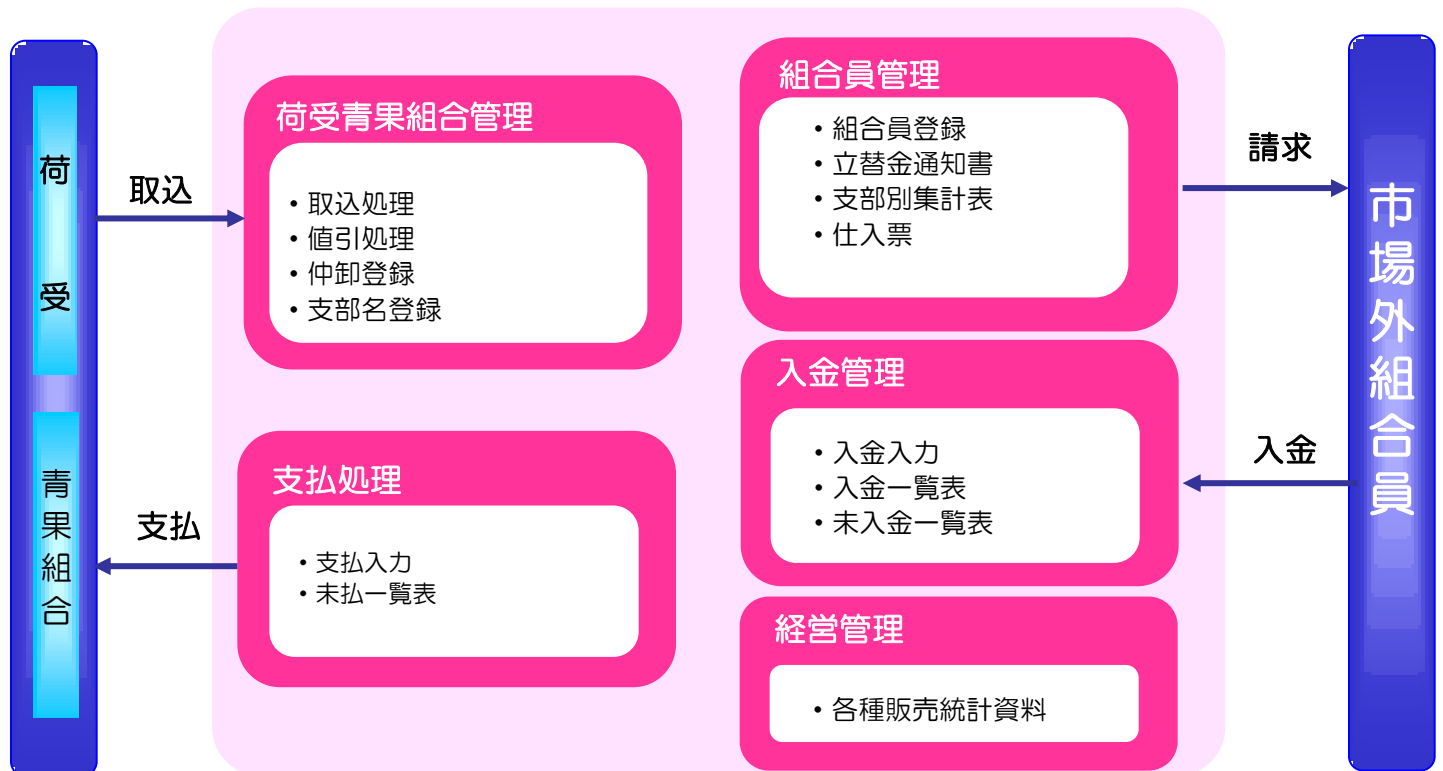 荷受
青果組合
取込
支払
荷受青果組合管理
・取込処理
・値引処理
・仲卸登録
・支部名登録
支払処理
・支払入力
・未払一覧表
組合員管理
・組合員登録
・立替金通知書
・支部別集計表
・仕入票
入金管理
・入金入力
・入金一覧表
・未入金一覧表
経営管理
・各種販売統計資料
請求
入金
市場外組合員